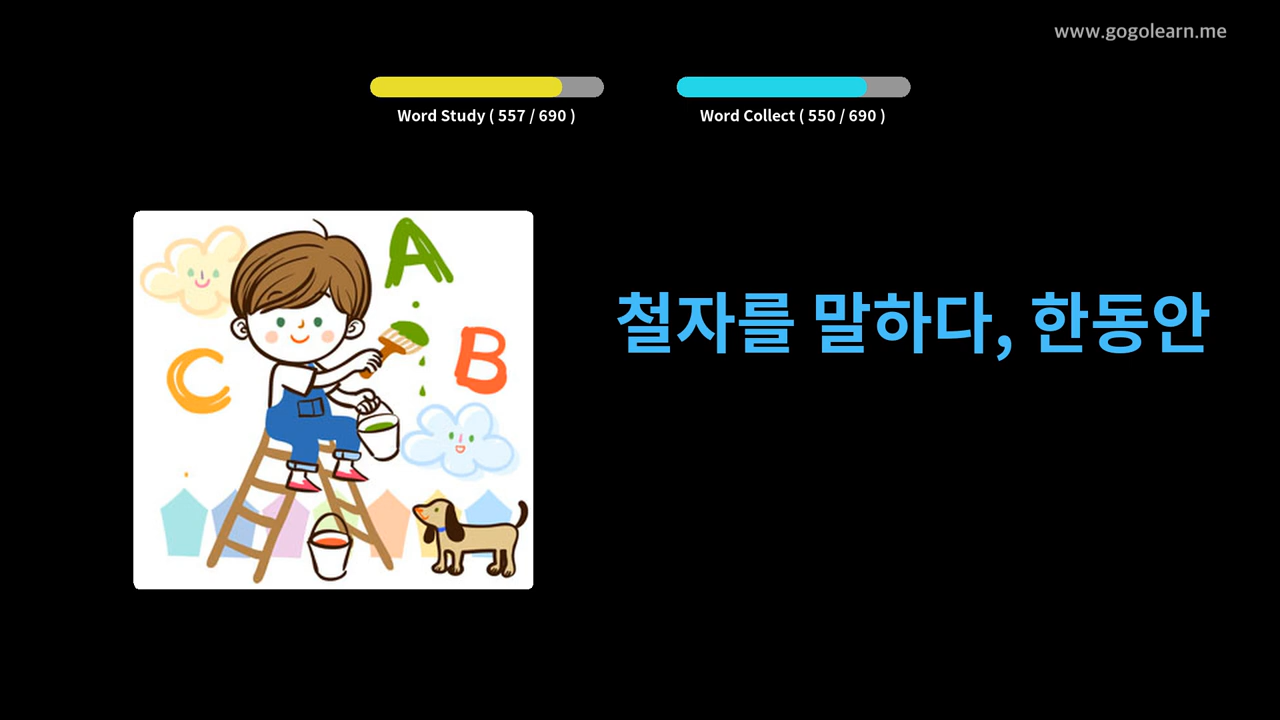 www.gogolearn.me
Word Study ( 557 / 690 )
Word Collect ( 550 / 690 )
A
B
C
철자를 말하다, 한동안